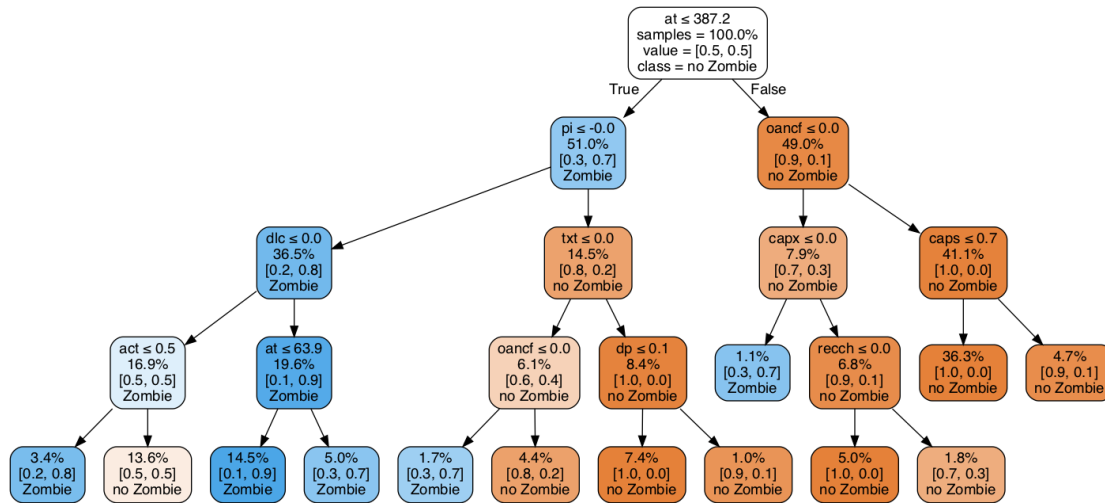 at ≤ 387.2
samples = 100.0%
value = [0.5, 0.5]
class = no Zombie
True
False
pi ≤ -0.0
51.0%
[0.3, 0.7]
Zombie
oancf ≤ 0.0
49.0%
[0.9, 0.1]
no Zombie
dlc ≤ 0.0
36.5%
[0.2, 0.8]
Zombie
txt ≤ 0.0
14.5%
[0.8, 0.2]
no Zombie
capx ≤ 0.0
7.9%
[0.7, 0.3]
no Zombie
caps ≤ 0.7
41.1%
[1.0, 0.0]
no Zombie
act ≤ 0.5
16.9%
[0.5, 0.5]
Zombie
at ≤ 63.9
19.6%
[0.1, 0.9]
Zombie
oancf ≤ 0.0
6.1%
[0.6, 0.4]
no Zombie
dp ≤ 0.1
8.4%
[1.0, 0.0]
no Zombie
1.1%
[0.3, 0.7]
Zombie
recch ≤ 0.0
6.8%
[0.9, 0.1]
no Zombie
36.3%
[1.0, 0.0]
no Zombie
4.7%
[0.9, 0.1]
no Zombie
3.4%
[0.2, 0.8]
Zombie
13.6%
[0.5, 0.5]
no Zombie
14.5%
[0.1, 0.9]
Zombie
5.0%
[0.3, 0.7]
Zombie
1.7%
[0.3, 0.7]
Zombie
4.4%
[0.8, 0.2]
no Zombie
7.4%
[1.0, 0.0]
no Zombie
1.0%
[0.9, 0.1]
no Zombie
5.0%
[1.0, 0.0]
no Zombie
1.8%
[0.7, 0.3]
no Zombie